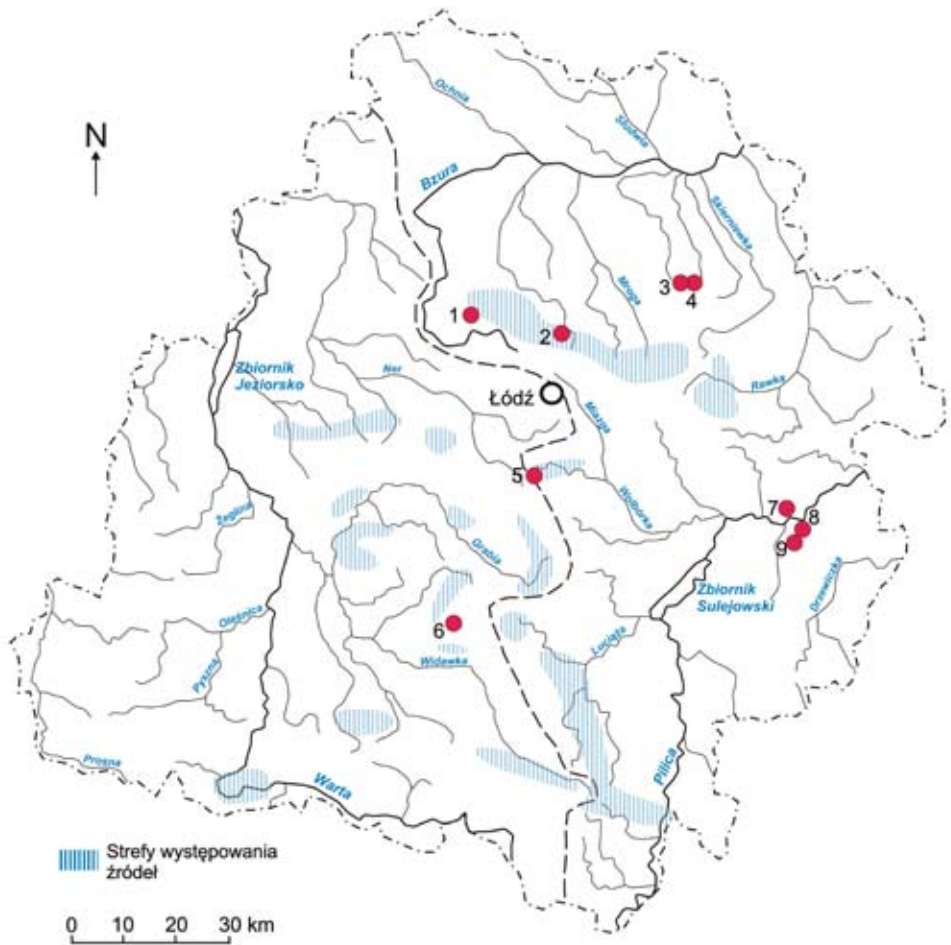 Ochnia
Słudwia
N
Bzura
Skierniewka
3
4
Mroga
1
2
Zbiornik
Jeziorsko
Ner
Rawka
Łódź
Miazga
5
Wolbórka
7
8
9
Żeglina
Grabia
Zbiornik
Sulejowski
Drzewiczka
Oleśnica
6
Luciąża
Widawka
Pyszna
Prosna
Warta
Pilica
Strefy występowania
źródeł
0 10 20 30 km